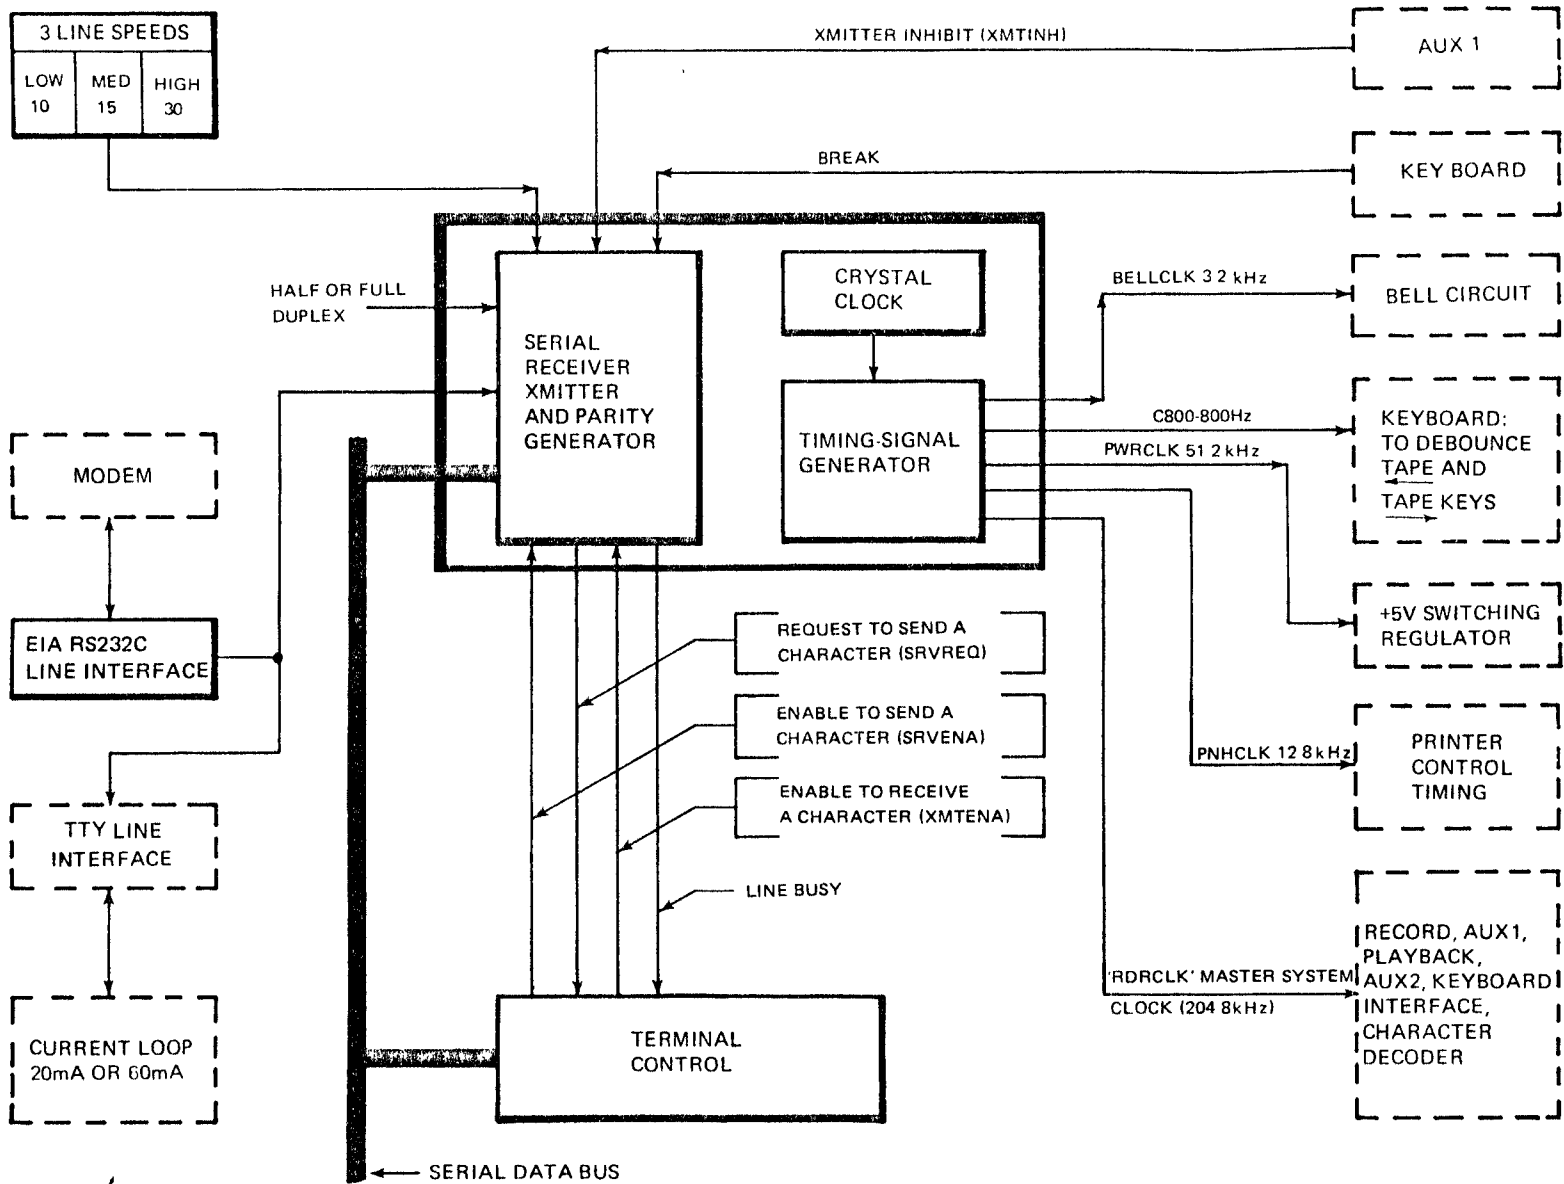 3 LINE SPEEDS
LOW
10
MED
15
HIGH
30
XMITTER INHIBIT (XMTINH)
AUX 1
BREAK
KEY BOARD
HALF OR FULL
DUPLEX
SERIAL
RECEIVER
XMITTER
AND PARITY
GENERATOR
CRYSTAL
CLOCK
TIMING-SIGNAL
GENERATOR
BELLCLK 3 2 kHz
BELL CIRCUIT
C800-800Hz
KEYBOARD:
TO DEBOUNCE
TAPE AND
TAPE KEYS
PWRCLK 51 2 kHz
+5V SWITCHING
REGULATOR
PNHCLK 12 8 kHz
PRINTER
CONTROL
TIMING
'RDRCLK' MASTER SYSTEM
CLOCK (204 8kHz)
RECORD, AUX1,
PLAYBACK,
AUX2, KEYBOARD
INTERFACE,
CHARACTER
DECODER
MODEM
EIA RS232C
LINE INTERFACE
TTY LINE
INTERFACE
CURRENT LOOP
20mA OR 60mA
REQUEST TO SEND A
CHARACTER (SRVREQ)
ENABLE TO SEND A
CHARACTER (SRVENA)
ENABLE TO RECEIVE
A CHARACTER (XMTENA)
LINE BUSY
TERMINAL
CONTROL
SERIAL DATA BUS